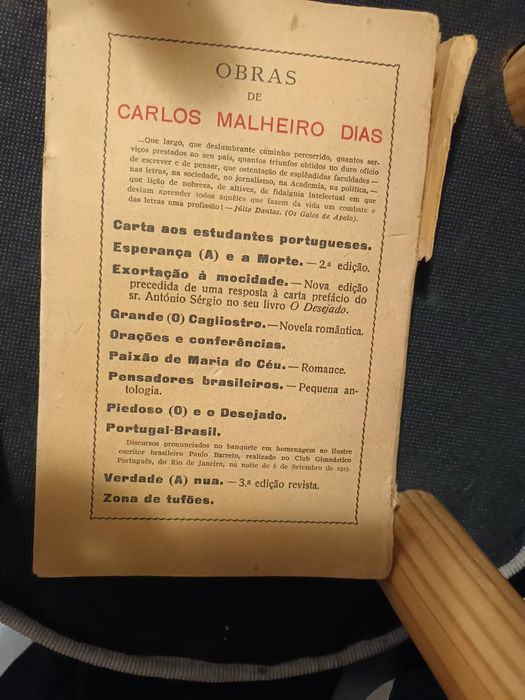 OBRAS
DE
CARLOS MALHEIRO DIAS
...Que largo, que deslumbrante caminho percorrido, quantos ser-
viços prestados ao seu país, quantos triunfos obtidos no duro ofício
de escrever e de pensar, que ostentação de esplêndidas faculdades —
nas letras, na sociedade, no jornalismo, na Academia, na política, —
que lição de nobreza, de altivez, de fidalguia intelectual em que
deviam aprender todos aquêles que fazem da vida um combate e
das letras uma profissão! — Júlio Dantas. (Os Galos de Apolo).
Carta aos estudantes portugueses.
Esperança (A) e a Morte. — 2.ª edição.
Exortação à mocidade. — Nova edição
precedida de uma resposta à carta prefácio do
sr. António Sérgio no seu livro O Desejado.
Grande (O) Cagliostro. — Novela romântica.
Orações e conferências.
Paixão de Maria do Céu. — Romance.
Pensadores brasileiros. — Pequena an-
tologia.
Piedoso (O) e o Desejado.
Portugal-Brasil.
Discursos pronunciados no banquete em homenagem ao ilustre
escritor brasileiro Paulo Barreto, realizado no Club Gimnástico
Português, do Rio de Janeiro, na noite de 6 de Setembro de 1919.
Verdade (A) nua. — 3.ª edição revista.
Zona de tufões.